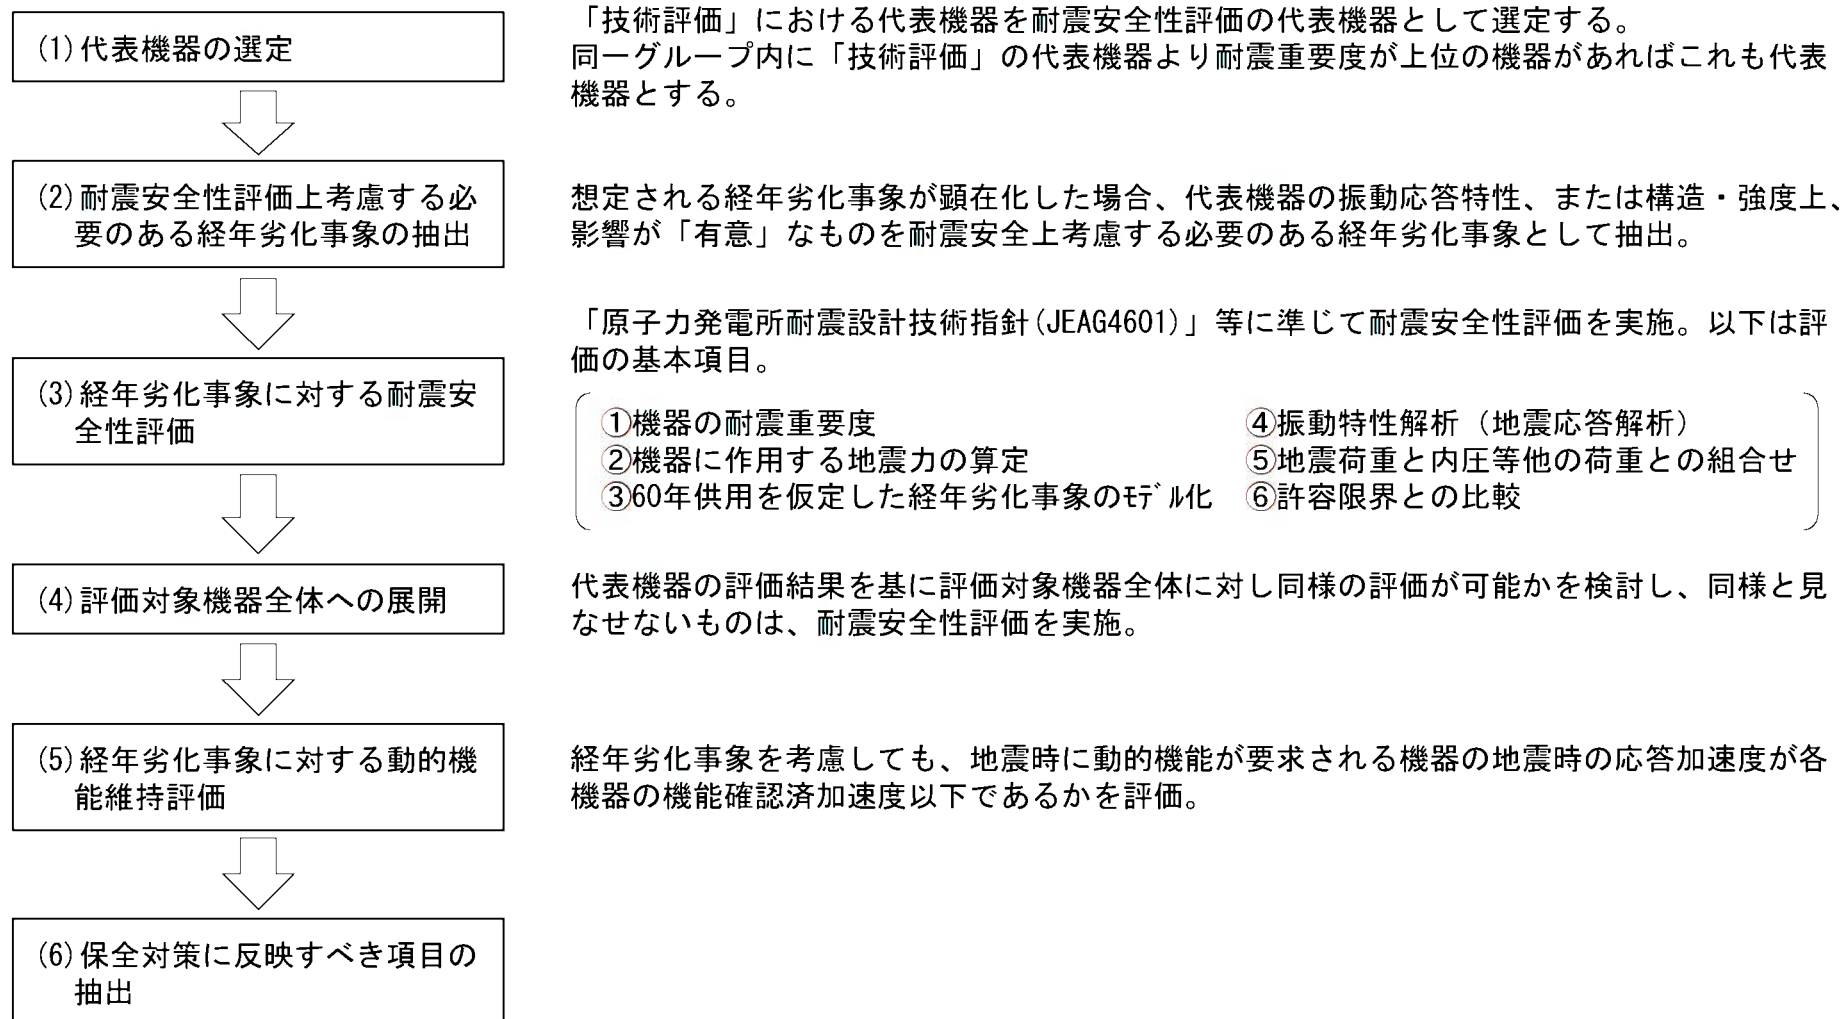 (1)代表機器の選定
「技術評価」における代表機器を耐震安全性評価の代表機器として選定する。
同一グループ内に「技術評価」の代表機器より耐震重要度が上位の機器があればこれも代表
機器とする。
(2)耐震安全性評価上考慮する必
要のある経年劣化事象の抽出
想定される経年劣化事象が顕在化した場合、代表機器の振動応答特性、または構造・強度上、
影響が「有意」なものを耐震安全上考慮する必要のある経年劣化事象として抽出。
(3)経年劣化事象に対する耐震安
全性評価
「原子力発電所耐震設計技術指針(JEAG4601)」等に準じて耐震安全性評価を実施。以下は評
価の基本項目。
①機器の耐震重要度
②機器に作用する地震力の算定
③60年供用を仮定した経年劣化事象のﾓﾃﾞﾙ化
④振動特性解析（地震応答解析）
⑤地震荷重と内圧等他の荷重との組合せ
⑥許容限界との比較
(4)評価対象機器全体への展開
代表機器の評価結果を基に評価対象機器全体に対し同様の評価が可能かを検討し、同様と見
なせないものは、耐震安全性評価を実施。
(5)経年劣化事象に対する動的機
能維持評価
経年劣化事象を考慮しても、地震時に動的機能が要求される機器の地震時の応答加速度が各
機器の機能確認済加速度以下であるかを評価。
(6)保全対策に反映すべき項目の
抽出